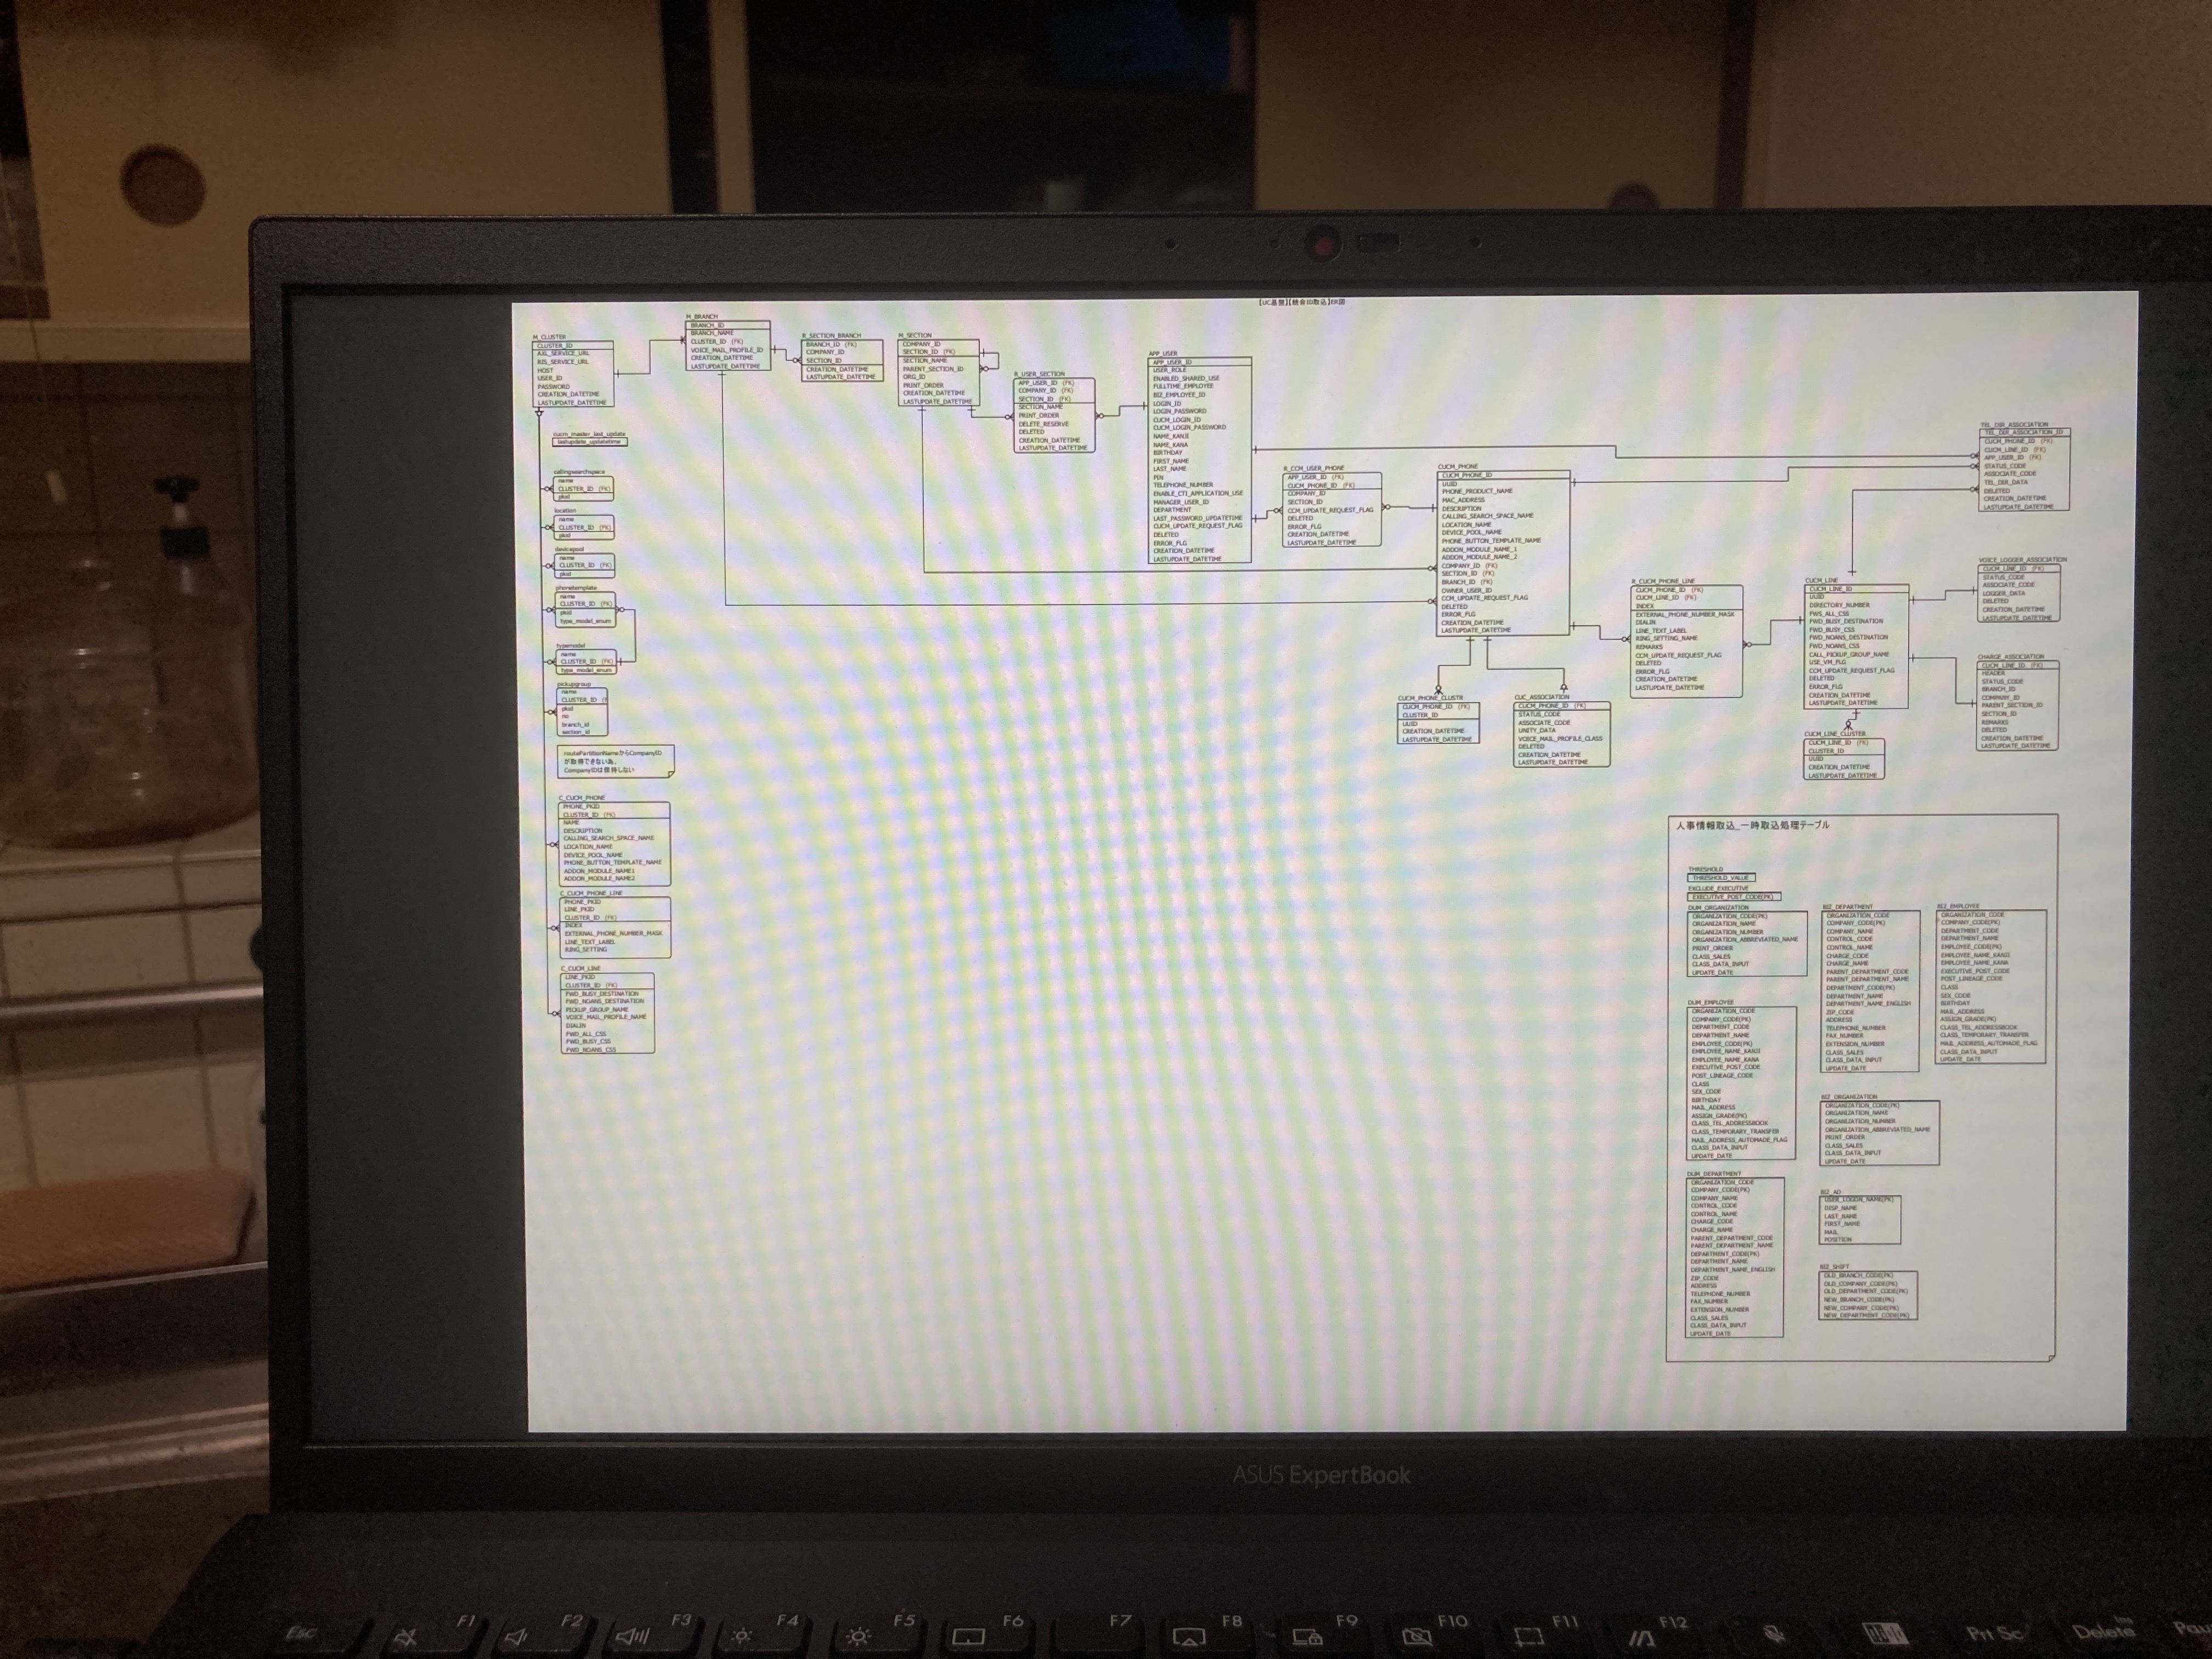 【UC基盤】【統合ID取込】ER図
M_CLUSTER
CLUSTER_ID
AXL_SERVICE_URL
RIS_SERVICE_URL
HOST
USER_ID
PASSWORD
CREATION_DATETIME
LASTUPDATE_DATETIME
M_BRANCH
BRANCH_ID
BRANCH_NAME
CLUSTER_ID (FK)
VOICE_MAIL_PROFILE_ID
CREATION_DATETIME
LASTUPDATE_DATETIME
R_SECTION_BRANCH
BRANCH_ID (FK)
COMPANY_ID
SECTION_ID
CREATION_DATETIME
LASTUPDATE_DATETIME
M_SECTION
COMPANY_ID
SECTION_ID (FK)
SECTION_NAME
PARENT_SECTION_ID
ORG_ID
PRINT_ORDER
CREATION_DATETIME
LASTUPDATE_DATETIME
R_USER_SECTION
APP_USER_ID (FK)
COMPANY_ID (FK)
SECTION_ID (FK)
SECTION_NAME
PRINT_ORDER
DELETE_RESERVE
DELETED
CREATION_DATETIME
LASTUPDATE_DATETIME
APP_USER
APP_USER_ID
USER_ROLE
ENABLED_SHARED_USE
FULLTIME_EMPLOYEE
BIZ_EMPLOYEE_ID
LOGIN_ID
LOGIN_PASSWORD
CUCM_LOGIN_ID
CUCM_LOGIN_PASSWORD
NAME_KANJI
NAME_KANA
BIRTHDAY
FIRST_NAME
LAST_NAME
PIN
TELEPHONE_NUMBER
ENABLE_CTI_APPLICATION_USE
MANAGER_USER_ID
DEPARTMENT
LAST_PASSWORD_UPDATETIME
CUCM_UPDATE_REQUEST_FLAG
DELETED
ERROR_FLG
CREATION_DATETIME
LASTUPDATE_DATETIME
R_CCM_USER_PHONE
APP_USER_ID (FK)
CUCM_PHONE_ID (FK)
COMPANY_ID
SECTION_ID
CCM_UPDATE_REQUEST_FLAG
DELETED
ERROR_FLG
CREATION_DATETIME
LASTUPDATE_DATETIME
CUCM_PHONE
CUCM_PHONE_ID
UUID
PHONE_PRODUCT_NAME
MAC_ADDRESS
DESCRIPTION
CALLING_SEARCH_SPACE_NAME
LOCATION_NAME
DEVICE_POOL_NAME
PHONE_BUTTON_TEMPLATE_NAME
ADDON_MODULE_NAME_1
ADDON_MODULE_NAME_2
COMPANY_ID (FK)
SECTION_ID (FK)
BRANCH_ID (FK)
OWNER_USER_ID
CCM_UPDATE_REQUEST_FLAG
DELETED
ERROR_FLG
CREATION_DATETIME
LASTUPDATE_DATETIME
TEL_DIR_ASSOCIATION
TEL_DIR_ASSOCIATION_ID
CUCM_PHONE_ID (FK)
CUCM_LINE_ID (FK)
APP_USER_ID (FK)
STATUS_CODE
ASSOCIATE_CODE
TEL_DIR_DATA
DELETED
CREATION_DATETIME
LASTUPDATE_DATETIME
VOICE_LOGGER_ASSOCIATION
CUCM_LINE_ID (FK)
STATUS_CODE
ASSOCIATE_CODE
LOGGER_DATA
DELETED
CREATION_DATETIME
LASTUPDATE_DATETIME
R_CUCM_PHONE_LINE
CUCM_PHONE_ID (FK)
CUCM_LINE_ID (FK)
INDEX
EXTERNAL_PHONE_NUMBER_MASK
DIALIN
LINE_TEXT_LABEL
RING_SETTING_NAME
REMARKS
CCM_UPDATE_REQUEST_FLAG
DELETED
ERROR_FLG
CREATION_DATETIME
LASTUPDATE_DATETIME
CUCM_LINE
CUCM_LINE_ID
UUID
DIRECTORY_NUMBER
FWS_ALL_CSS
FWD_BUSY_DESTINATION
FWD_BUSY_CSS
FWD_NOANS_DESTINATION
FWD_NOANS_CSS
CALL_PICKUP_GROUP_NAME
USE_VM_FLG
CCM_UPDATE_REQUEST_FLAG
DELETED
ERROR_FLG
CREATION_DATETIME
LASTUPDATE_DATETIME
CHARGE_ASSOCIATION
CUCM_LINE_ID (FK)
HEADER
STATUS_CODE
BRANCH_ID
COMPANY_ID
PARENT_SECTION_ID
SECTION_ID
REMARKS
DELETED
CREATION_DATETIME
LASTUPDATE_DATETIME
CUCM_PHONE_CLUSTR
CUCM_PHONE_ID (FK)
CLUSTER_ID
UUID
CREATION_DATETIME
LASTUPDATE_DATETIME
CUC_ASSOCIATION
CUCM_PHONE_ID (FK)
STATUS_CODE
ASSOCIATE_CODE
UNITY_DATA
VOICE_MAIL_PROFILE_CLASS
DELETED
CREATION_DATETIME
LASTUPDATE_DATETIME
CUCM_LINE_CLUSTER
CUCM_LINE_ID (FK)
CLUSTER_ID
UUID
CREATION_DATETIME
LASTUPDATE_DATETIME
cucm_master_last_update
lastupdate_updatetime
callingsearchspace
name
CLUSTER_ID (FK)
pkid
location
name
CLUSTER_ID (FK)
pkid
devicepool
name
CLUSTER_ID (FK)
pkid
phonetemplate
name
CLUSTER_ID (FK)
pkid
type_model_enum
typemodel
name
CLUSTER_ID (FK)
type_model_enum
pickupgroup
name
CLUSTER_ID (F
pkid
no
branch_id
section_id
routePartitionNameからCompanyID
が取得できない為、
CompanyIDは保持しない
C_CUCM_PHONE
PHONE_PKID
CLUSTER_ID (FK)
NAME
DESCRIPTION
CALLING_SEARCH_SPACE_NAME
LOCATION_NAME
DEVICE_POOL_NAME
PHONE_BUTTON_TEMPLATE_NAME
ADDON_MODULE_NAME1
ADDON_MODULE_NAME2
C_CUCM_PHONE_LINE
PHONE_PKID
LINE_PKID
CLUSTER_ID (FK)
INDEX
EXTERNAL_PHONE_NUMBER_MASK
LINE_TEXT_LABEL
RING_SETTING
C_CUCM_LINE
LINE_PKID
CLUSTER_ID (FK)
FWD_BUSY_DESTINATION
FWD_NOANS_DESTINATION
PICKUP_GROUP_NAME
VOICE_MAIL_PROFILE_NAME
DIALIN
FWD_ALL_CSS
FWD_BUSY_CSS
FWD_NOANS_CSS
人事情報取込_一時取込処理テーブル
THRESHOLD
THRESHOLD_VALUE
EXCLUDE_EXECUTIVE
EXECUTIVE_POST_CODE(PK)
DUM_ORGANIZATION
ORGANIZATION_CODE(PK)
ORGANIZATION_NAME
ORGANIZATION_NUMBER
ORGANIZATION_ABBREVIATED_NAME
PRINT_ORDER
CLASS_SALES
CLASS_DATA_INPUT
UPDATE_DATE
BIZ_DEPARTMENT
ORGANIZATION_CODE
COMPANY_CODE(PK)
COMPANY_NAME
CONTROL_CODE
CONTROL_NAME
CHARGE_CODE
CHARGE_NAME
PARENT_DEPARTMENT_CODE
PARENT_DEPARTMENT_NAME
DEPARTMENT_CODE(PK)
DEPARTMENT_NAME
DEPARTMENT_NAME_ENGLISH
ZIP_CODE
ADDRESS
TELEPHONE_NUMBER
FAX_NUMBER
EXTENSION_NUMBER
CLASS_SALES
CLASS_DATA_INPUT
UPDATE_DATE
BIZ_EMPLOYEE
ORGANIZATION_CODE
COMPANY_CODE(PK)
DEPARTMENT_CODE
DEPARTMENT_NAME
EMPLOYEE_CODE(PK)
EMPLOYEE_NAME_KANJI
EMPLOYEE_NAME_KANA
EXECUTIVE_POST_CODE
POST_LINEAGE_CODE
CLASS
SEX_CODE
BIRTHDAY
MAIL_ADDRESS
ASSIGN_GRADE(PK)
CLASS_TEL_ADDRESSBOOK
CLASS_TEMPORARY_TRANSFER
MAIL_ADDRESS_AUTOMADE_FLAG
CLASS_DATA_INPUT
UPDATE_DATE
DUM_EMPLOYEE
ORGANIZATION_CODE
COMPANY_CODE(PK)
DEPARTMENT_CODE
DEPARTMENT_NAME
EMPLOYEE_CODE(PK)
EMPLOYEE_NAME_KANJI
EMPLOYEE_NAME_KANA
EXECUTIVE_POST_CODE
POST_LINEAGE_CODE
CLASS
SEX_CODE
BIRTHDAY
MAIL_ADDRESS
ASSIGN_GRADE(PK)
CLASS_TEL_ADDRESSBOOK
CLASS_TEMPORARY_TRANSFER
MAIL_ADDRESS_AUTOMADE_FLAG
CLASS_DATA_INPUT
UPDATE_DATE
BIZ_ORGANIZATION
ORGANIZATION_CODE(PK)
ORGANIZATION_NAME
ORGANIZATION_NUMBER
ORGANIZATION_ABBREVIATED_NAME
PRINT_ORDER
CLASS_SALES
CLASS_DATA_INPUT
UPDATE_DATE
DUM_DEPARTMENT
ORGANIZATION_CODE
COMPANY_CODE(PK)
COMPANY_NAME
CONTROL_CODE
CONTROL_NAME
CHARGE_CODE
CHARGE_NAME
PARENT_DEPARTMENT_CODE
PARENT_DEPARTMENT_NAME
DEPARTMENT_CODE(PK)
DEPARTMENT_NAME
DEPARTMENT_NAME_ENGLISH
ZIP_CODE
ADDRESS
TELEPHONE_NUMBER
FAX_NUMBER
EXTENSION_NUMBER
CLASS_SALES
CLASS_DATA_INPUT
UPDATE_DATE
BIZ_AD
USER_LOGON_NAME(PK)
DISP_NAME
LAST_NAME
FIRST_NAME
MAIL
POSITION
BIZ_SHIFT
OLD_BRANCH_CODE(PK)
OLD_COMPANY_CODE(PK)
OLD_DEPARTMENT_CODE(PK)
NEW_BRANCH_CODE(PK)
NEW_COMPANY_CODE(PK)
NEW_DEPARTMENT_CODE(PK)
ASUS ExpertBook
Esc F1 F2 F3 F4 F5 F6 F7 F8 F9 F10 F11 F12 Prt Sc Ins Delete Pau